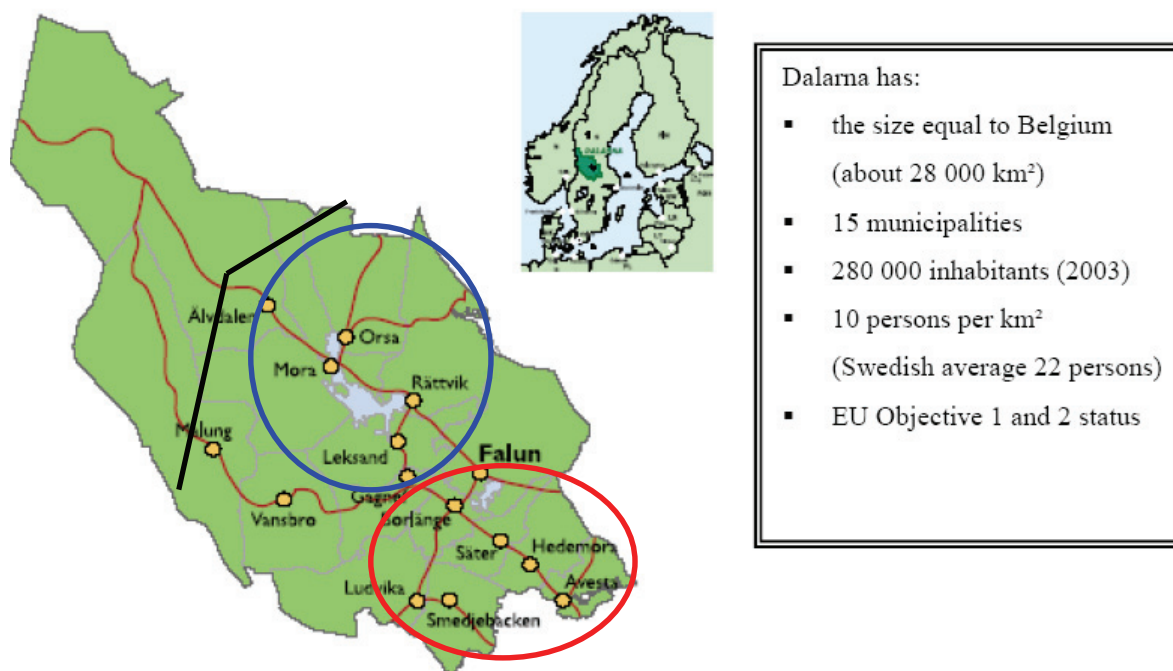 Älvdalen
Orsa
Mora
Rättvik
Malung
Leksand
Falun
Gagnef
Vansbro
Borlänge
Säter
Hedemora
Ludvika
Avesta
Smedjebacken
DALARNA
Dalarna has:
▪ the size equal to Belgium
(about 28 000 km²)
▪ 15 municipalities
▪ 280 000 inhabitants (2003)
▪ 10 persons per km²
(Swedish average 22 persons)
▪ EU Objective 1 and 2 status